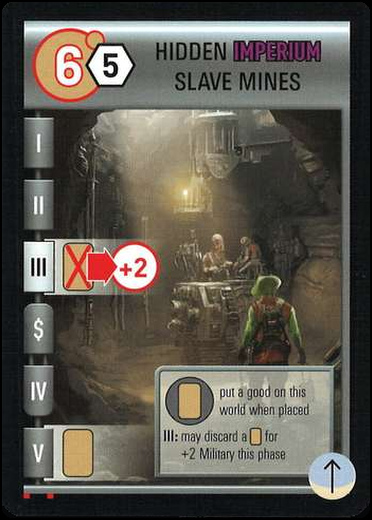 6 5
HIDDEN IMPERIUM
SLAVE MINES
I
II
III
+2
$
IV
V
put a good on this
world when placed
III: may discard a for
+2 Military this phase